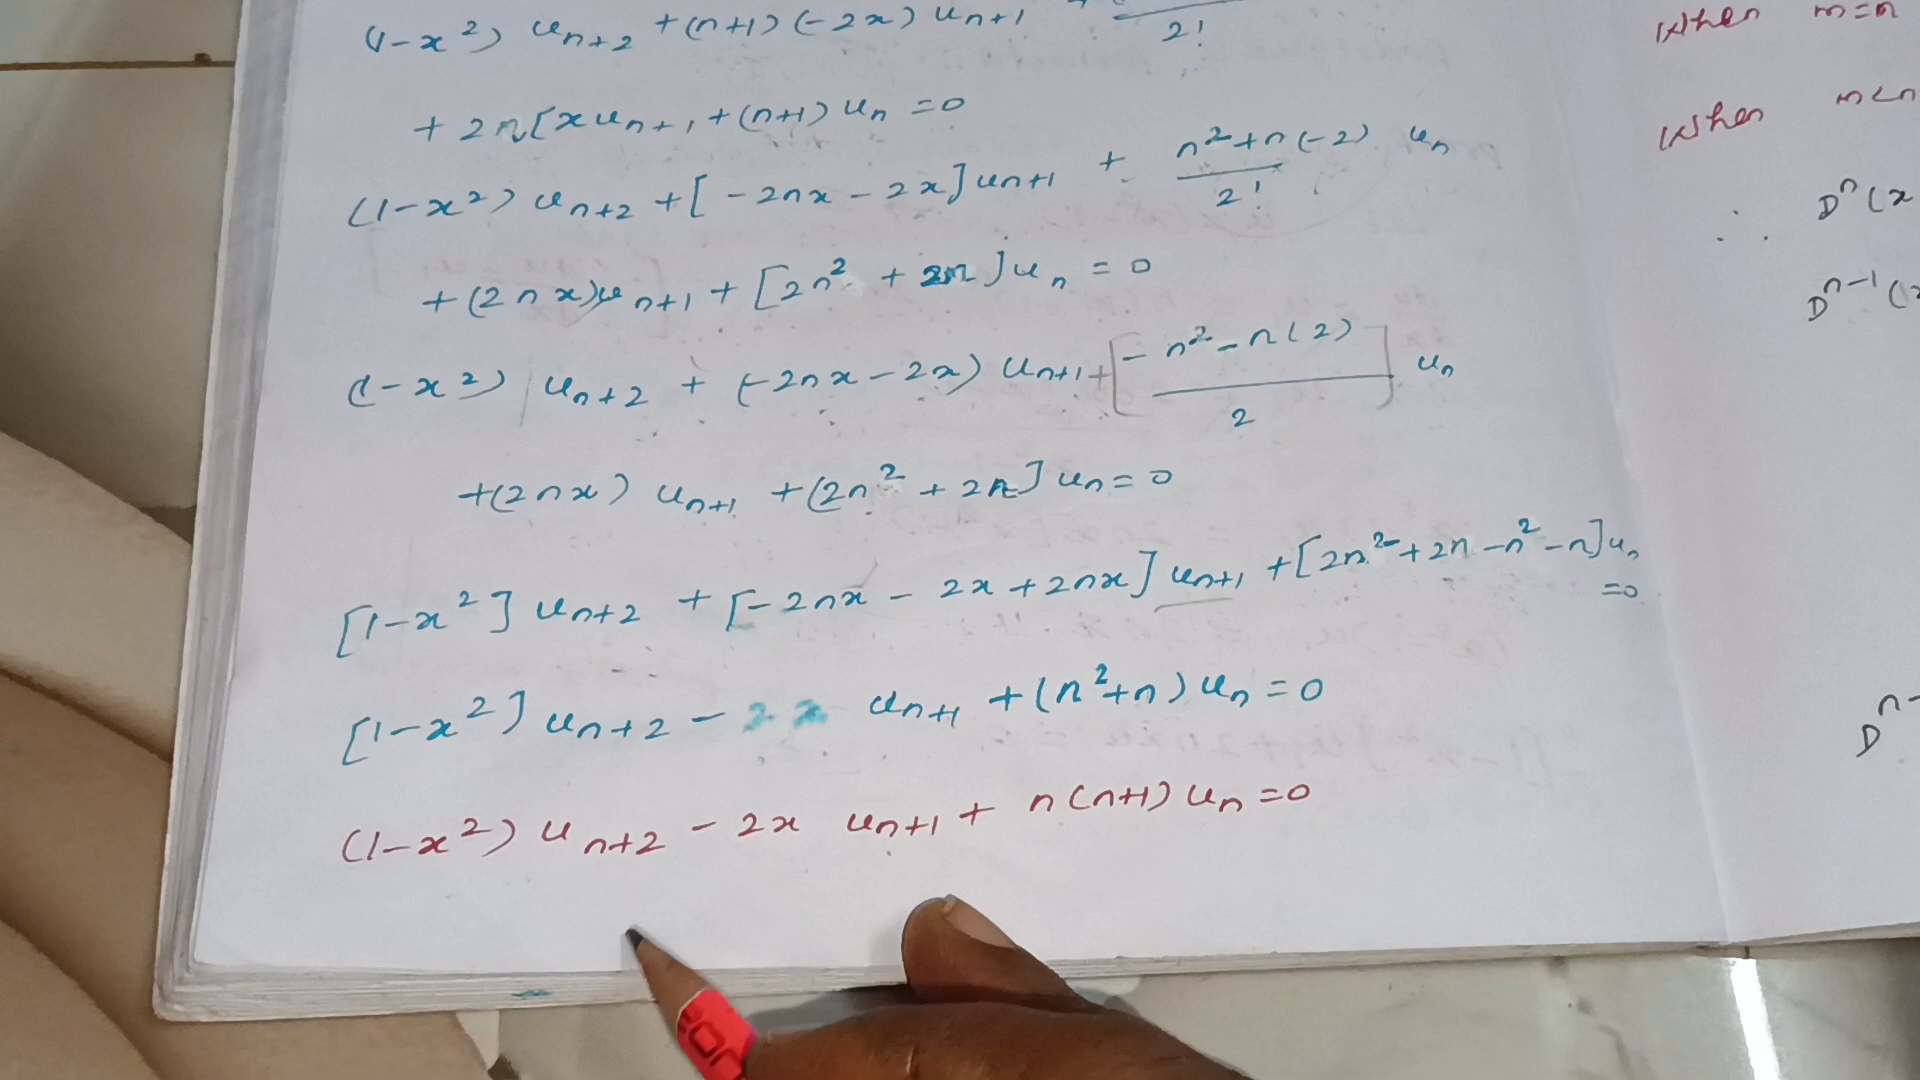 (1-x²) uₙ₊₂ +(n+1)(-2x) uₙ₊₁
2!
+ 2n[xuₙ₊₁+(n+1) uₙ =0
(1-x²) uₙ₊₂ +[-2nx-2x]uₙ₊₁ + n²+n(-2)/2! uₙ
+(2nx)uₙ₊₁+[2n²+2n]uₙ=0
(1-x²) uₙ₊₂ + (-2nx-2x) uₙ₊₁+[-n²-n(2)/2] uₙ
+(2nx) uₙ₊₁ +(2n²+2n]uₙ=0
[1-x²] uₙ₊₂ +[-2nx - 2x+2nx] uₙ₊₁ +[2n²+2n-n²-n]uₙ
=0
[1-x²] uₙ₊₂ - 2x uₙ₊₁ +(n²+n) uₙ=0
(1-x²) uₙ₊₂ - 2x uₙ₊₁ + n(n+1) uₙ=0
When m=n
When m<n
∴ Dⁿ(x
Dⁿ⁻¹(x